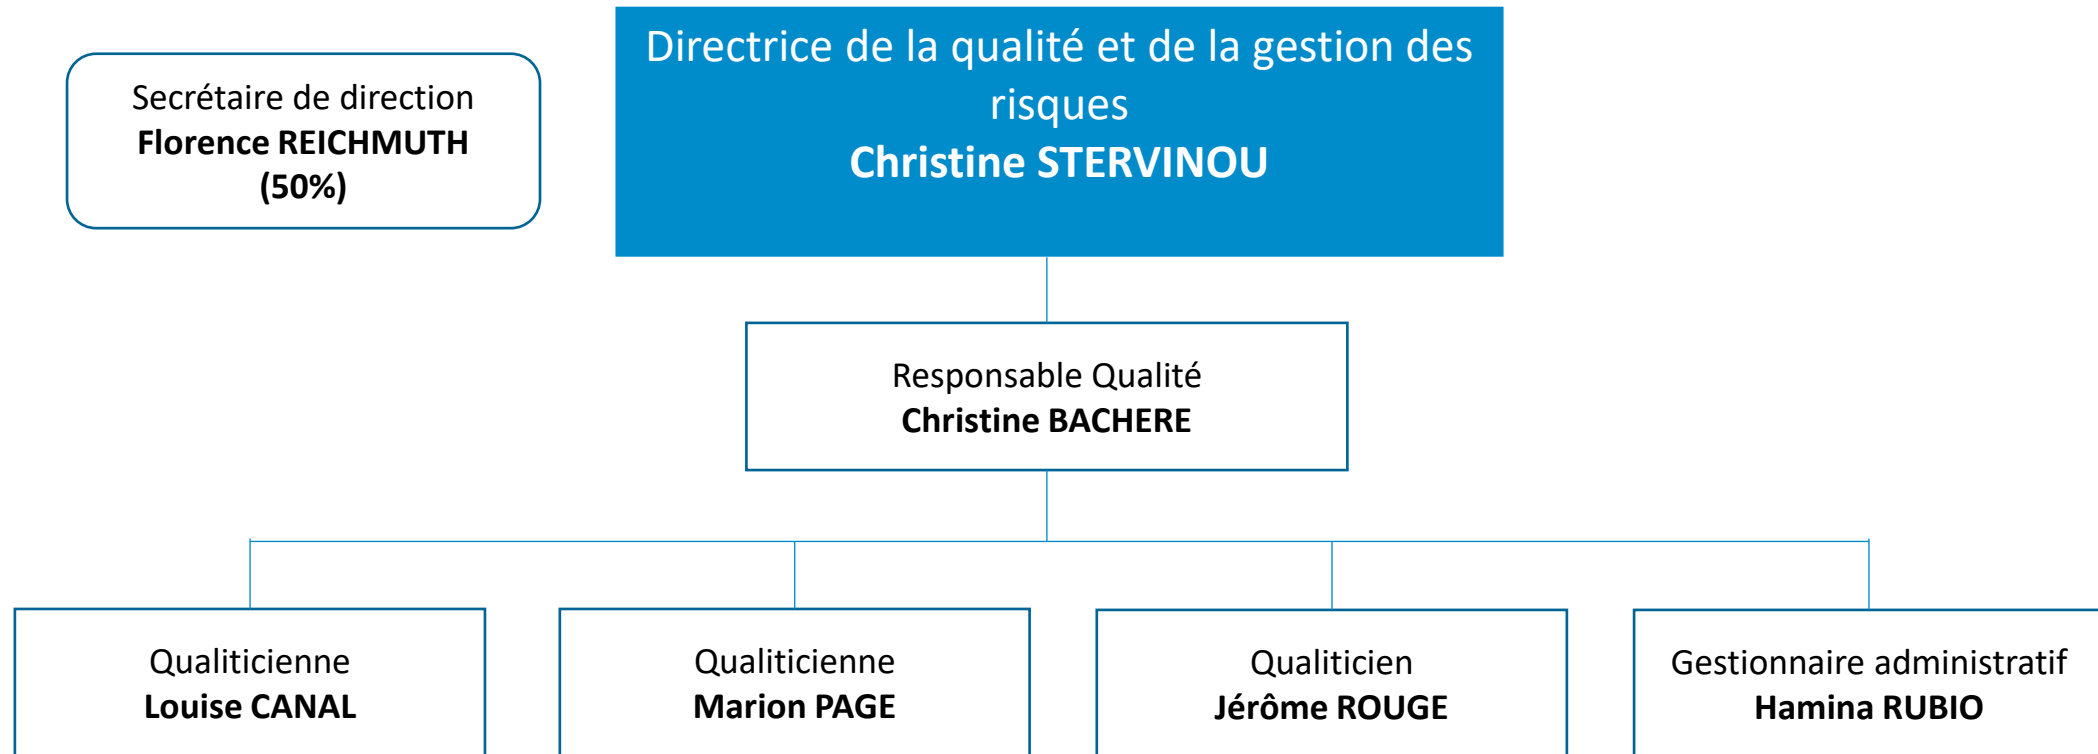 Secrétaire de direction
Florence REICHMUTH
(50%)
Directrice de la qualité et de la gestion des
risques
Christine STERVINOU
Responsable Qualité
Christine BACHERE
Qualiticienne
Louise CANAL
Qualiticienne
Marion PAGE
Qualiticien
Jérôme ROUGE
Gestionnaire administratif
Hamina RUBIO